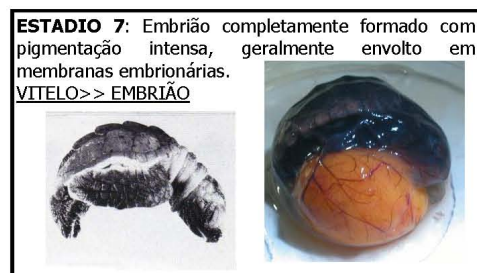 ESTADIO 7: Embrião completamente formado com
pigmentação intensa, geralmente envolto em
membranas embrionárias.
VITELO>> EMBRIÃO